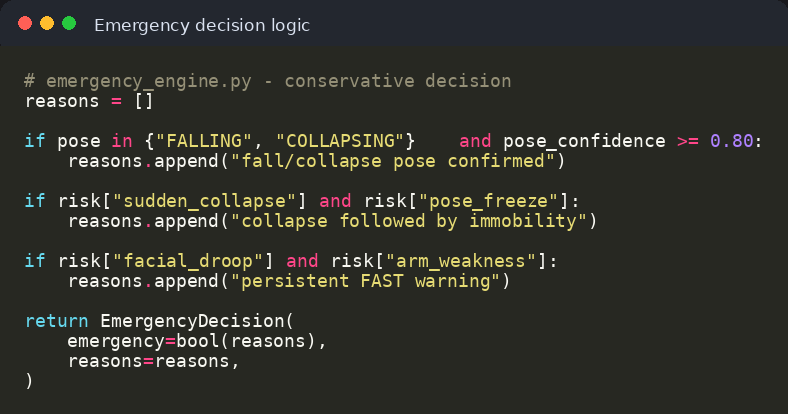 Emergency decision logic
# emergency_engine.py - conservative decision
reasons = []
if pose in {"FALLING", "COLLAPSING"}    and pose_confidence >= 0.80:
    reasons.append("fall/collapse pose confirmed")
if risk["sudden_collapse"] and risk["pose_freeze"]:
    reasons.append("collapse followed by immobility")
if risk["facial_droop"] and risk["arm_weakness"]:
    reasons.append("persistent FAST warning")
return EmergencyDecision(
    emergency=bool(reasons),
    reasons=reasons,
)